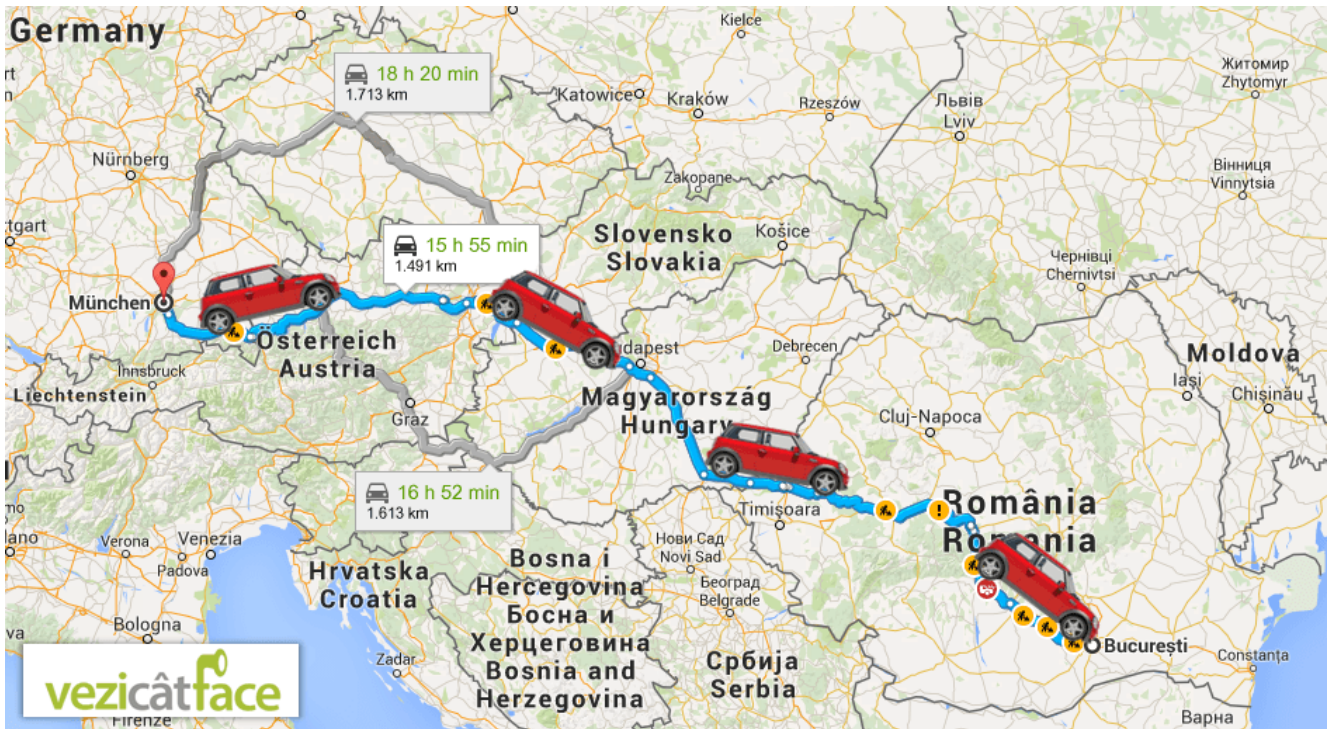 Germany
Kielce
18 h 20 min
1.713 km
Katowice
Kraków
Rzeszów
Житомир
Zhytomyr
Львів
Lviv
Nürnberg
Zakopane
Вінниця
Vinnytsia
Slovensko
Slovakia
Košice
15 h 55 min
1.491 km
Чернівці
Chernivtsi
München
Österreich
Austria
Debrecen
Moldova
Innsbruck
Liechtenstein
Iași
Chișinău
Graz
Magyarország
Hungary
Cluj-Napoca
16 h 52 min
1.613 km
România
Romania
Timișoara
Verona
Venezia
Padova
Нови Сад
Novi Sad
Hrvatska
Croatia
Bosna i
Hercegovina
Босна и
Херцеговина
Bosnia and
Herzegovina
Београд
Belgrade
Bologna
București
Zadar
Србија
Serbia
Constanța
vezicâtface
Firenze
Варна